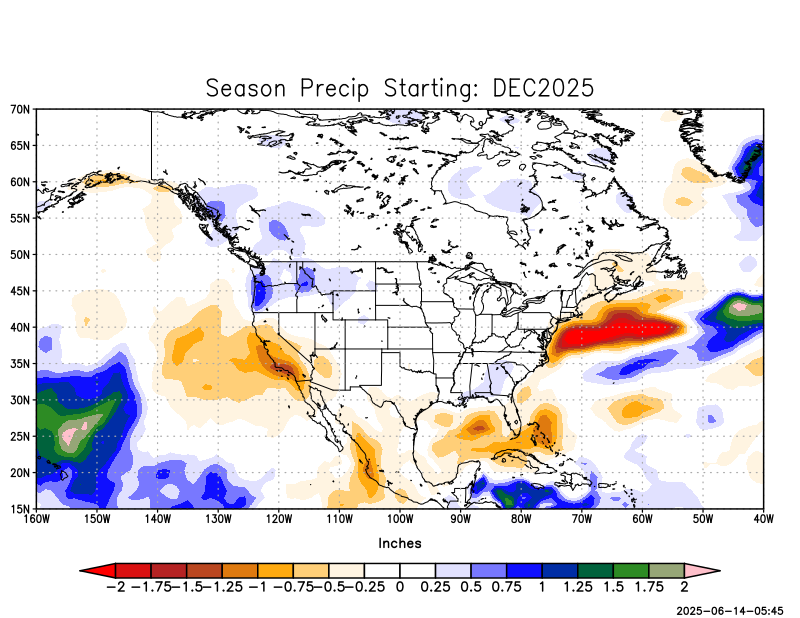 Season Precip Starting: DEC2025
70N
65N
60N
55N
50N
45N
40N
35N
30N
25N
20N
15N
160W 150W 140W 130W 120W 110W 100W 90W 80W 70W 60W 50W 40W
Inches
-2 -1.75 -1.5 -1.25 -1 -0.75 -0.5 -0.25 0 0.25 0.5 0.75 1 1.25 1.5 1.75 2
2025-06-14-05:45